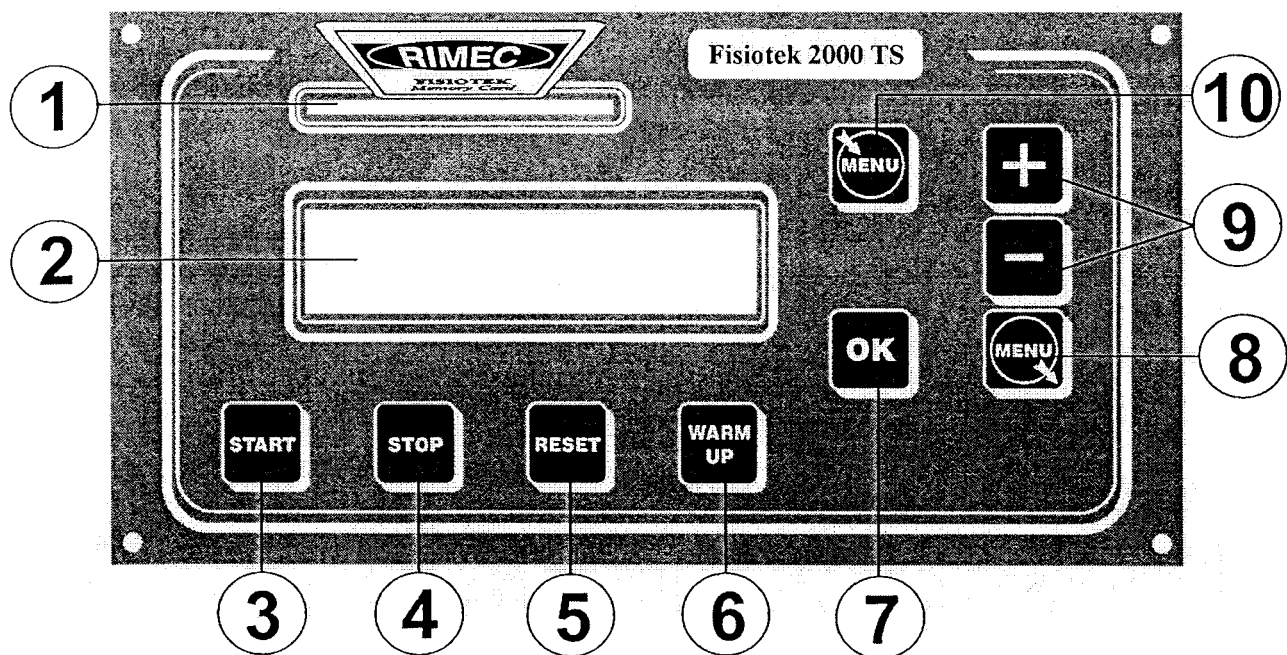 RIMEC
FISIOTEK
Memory Card
Fisiotek 2000 TS
1
10
MENU
+
2
−
9
OK
MENU
8
START
STOP
RESET
WARM
UP
3
4
5
6
7